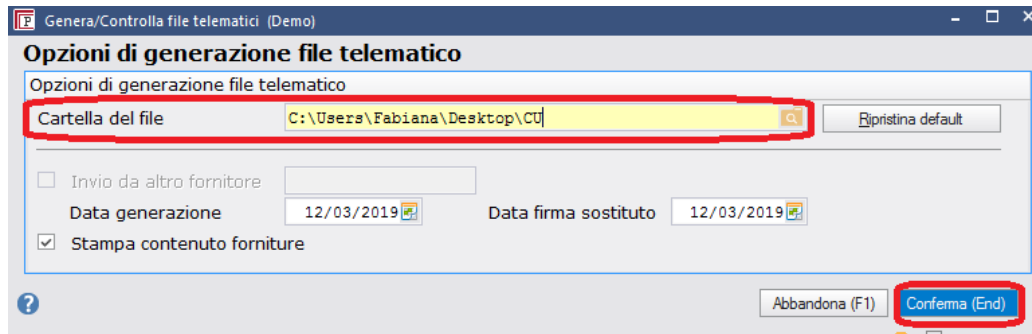 Genera/Controlla file telematici (Demo)
Opzioni di generazione file telematico
Opzioni di generazione file telematico
Cartella del file C:\Users\Fabiana\Desktop\CU Ripristina default
Invio da altro fornitore
Data generazione 12/03/2019 Data firma sostituto 12/03/2019
Stampa contenuto forniture
Abbandona (F1) Conferma (End)